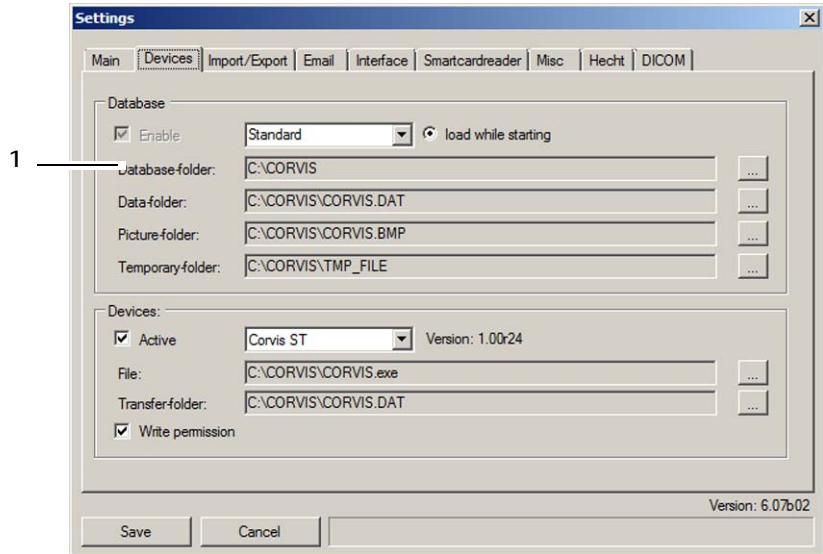 Settings
Main Devices Import/Export Email Interface Smartcardreader Misc Hecht DICOM
Database
Enable Standard load while starting
1
Database-folder: C:\CORVIS ...
Data-folder: C:\CORVIS\CORVIS.DAT ...
Picture-folder: C:\CORVIS\CORVIS.BMP ...
Temporary-folder: C:\CORVIS\TMP_FILE ...
Devices:
Active Corvis ST Version: 1.00r24
File: C:\CORVIS\CORVIS.exe ...
Transfer-folder: C:\CORVIS\CORVIS.DAT ...
Write permission
Version: 6.07b02
Save Cancel